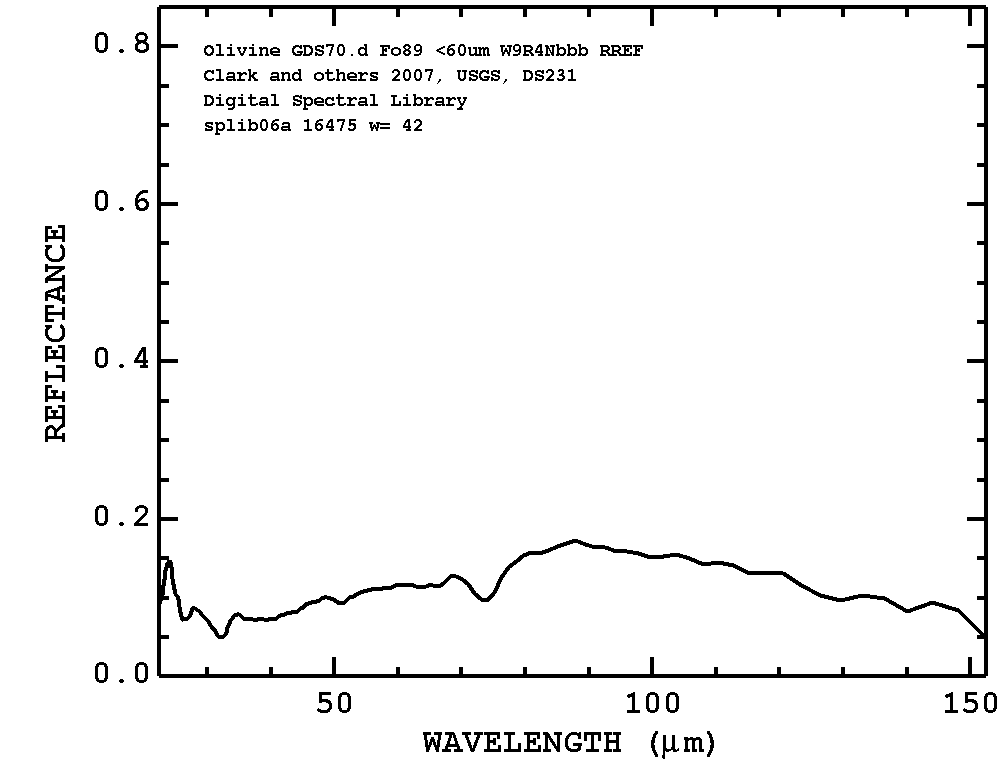 0.8
Olivine GDS70.d Fo89 <60um W9R4Nbbb RREF
Clark and others 2007, USGS, DS231
Digital Spectral Library
splib06a 16475 w= 42
0.6
REFLECTANCE
0.4
0.2
0.0
50 100 150
WAVELENGTH (μm)